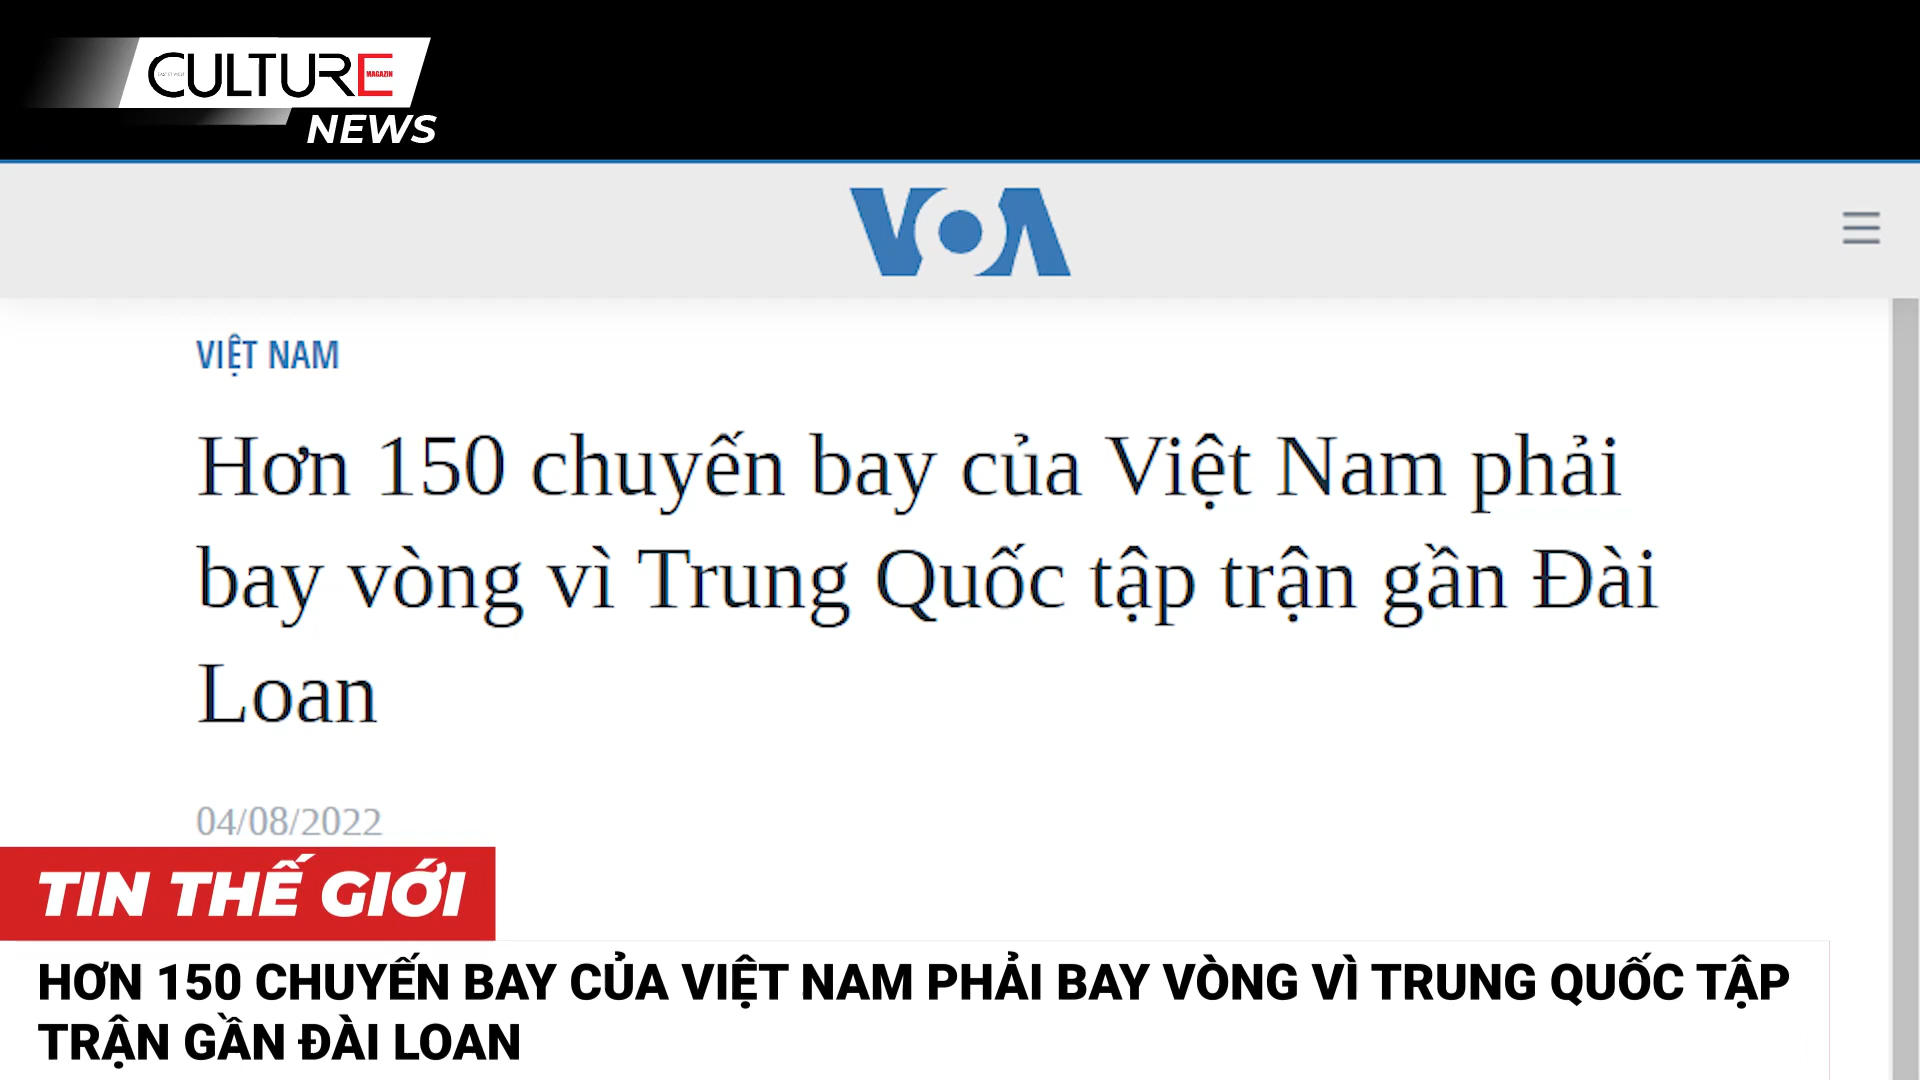 CULTURE
MAGAZIN
NEWS
VOA
VIỆT NAM
Hơn 150 chuyến bay của Việt Nam phải
bay vòng vì Trung Quốc tập trận gần Đài
Loan
04/08/2022
TIN THẾ GIỚI
HƠN 150 CHUYẾN BAY CỦA VIỆT NAM PHẢI BAY VÒNG VÌ TRUNG QUỐC TẬP
TRẬN GẦN ĐÀI LOAN